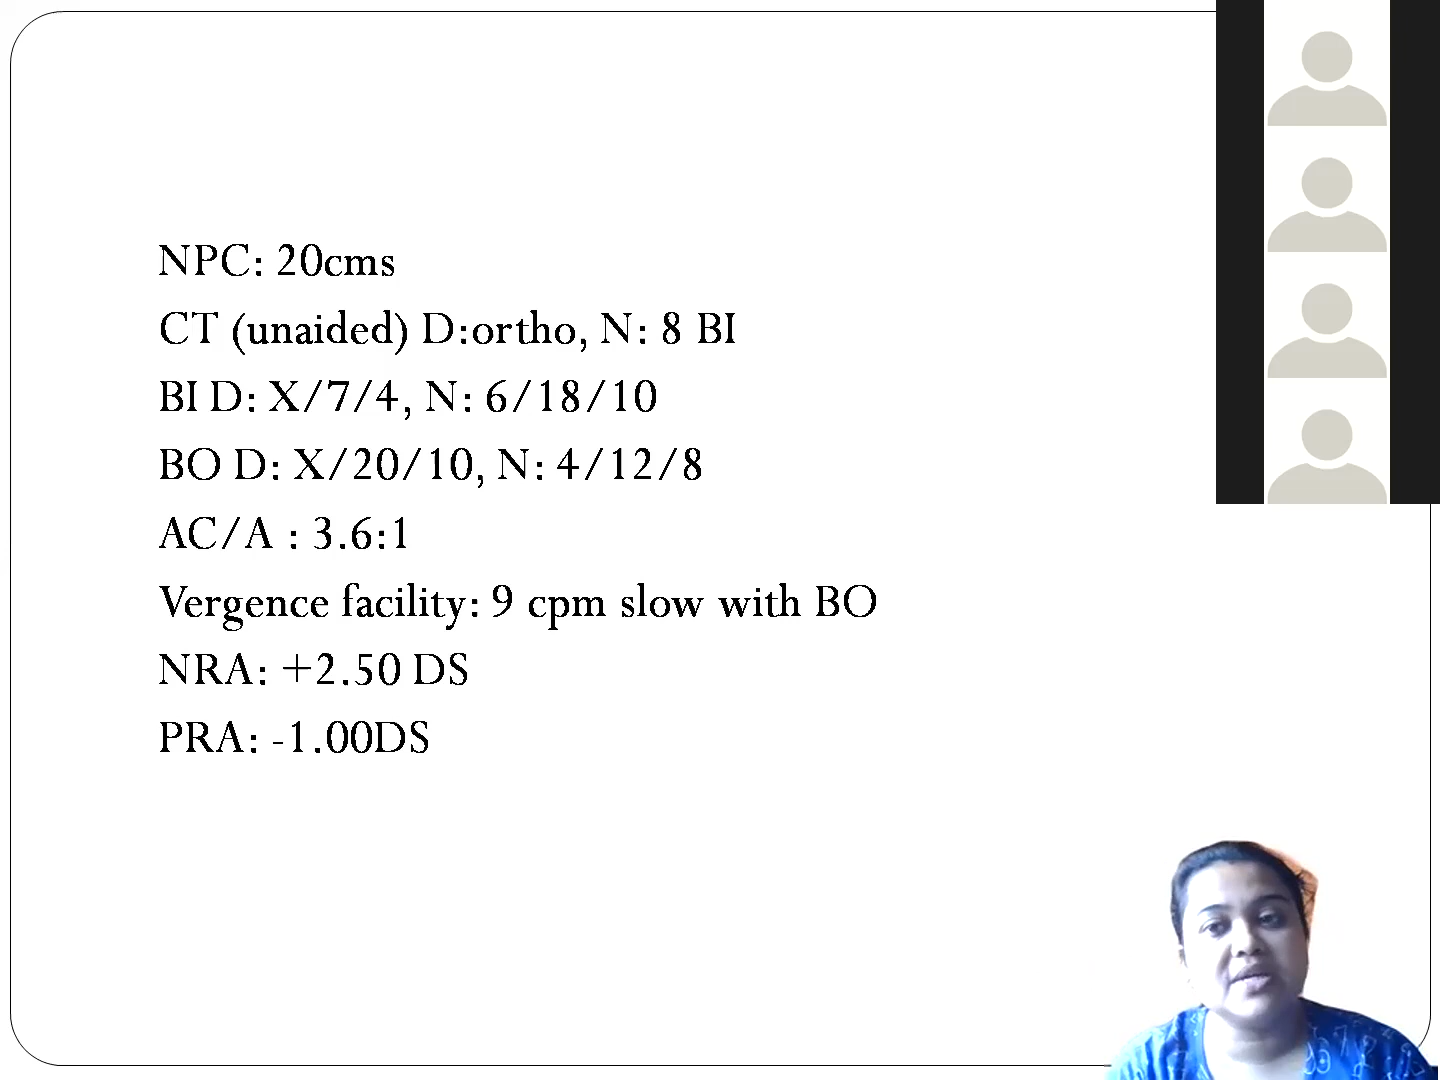 NPC: 20cms
CT (unaided) D:ortho, N: 8 BI
BI D: X/7/4, N: 6/18/10
BO D: X/20/10, N: 4/12/8
AC/A : 3.6:1
Vergence facility: 9 cpm slow with BO
NRA: +2.50 DS
PRA: -1.00DS